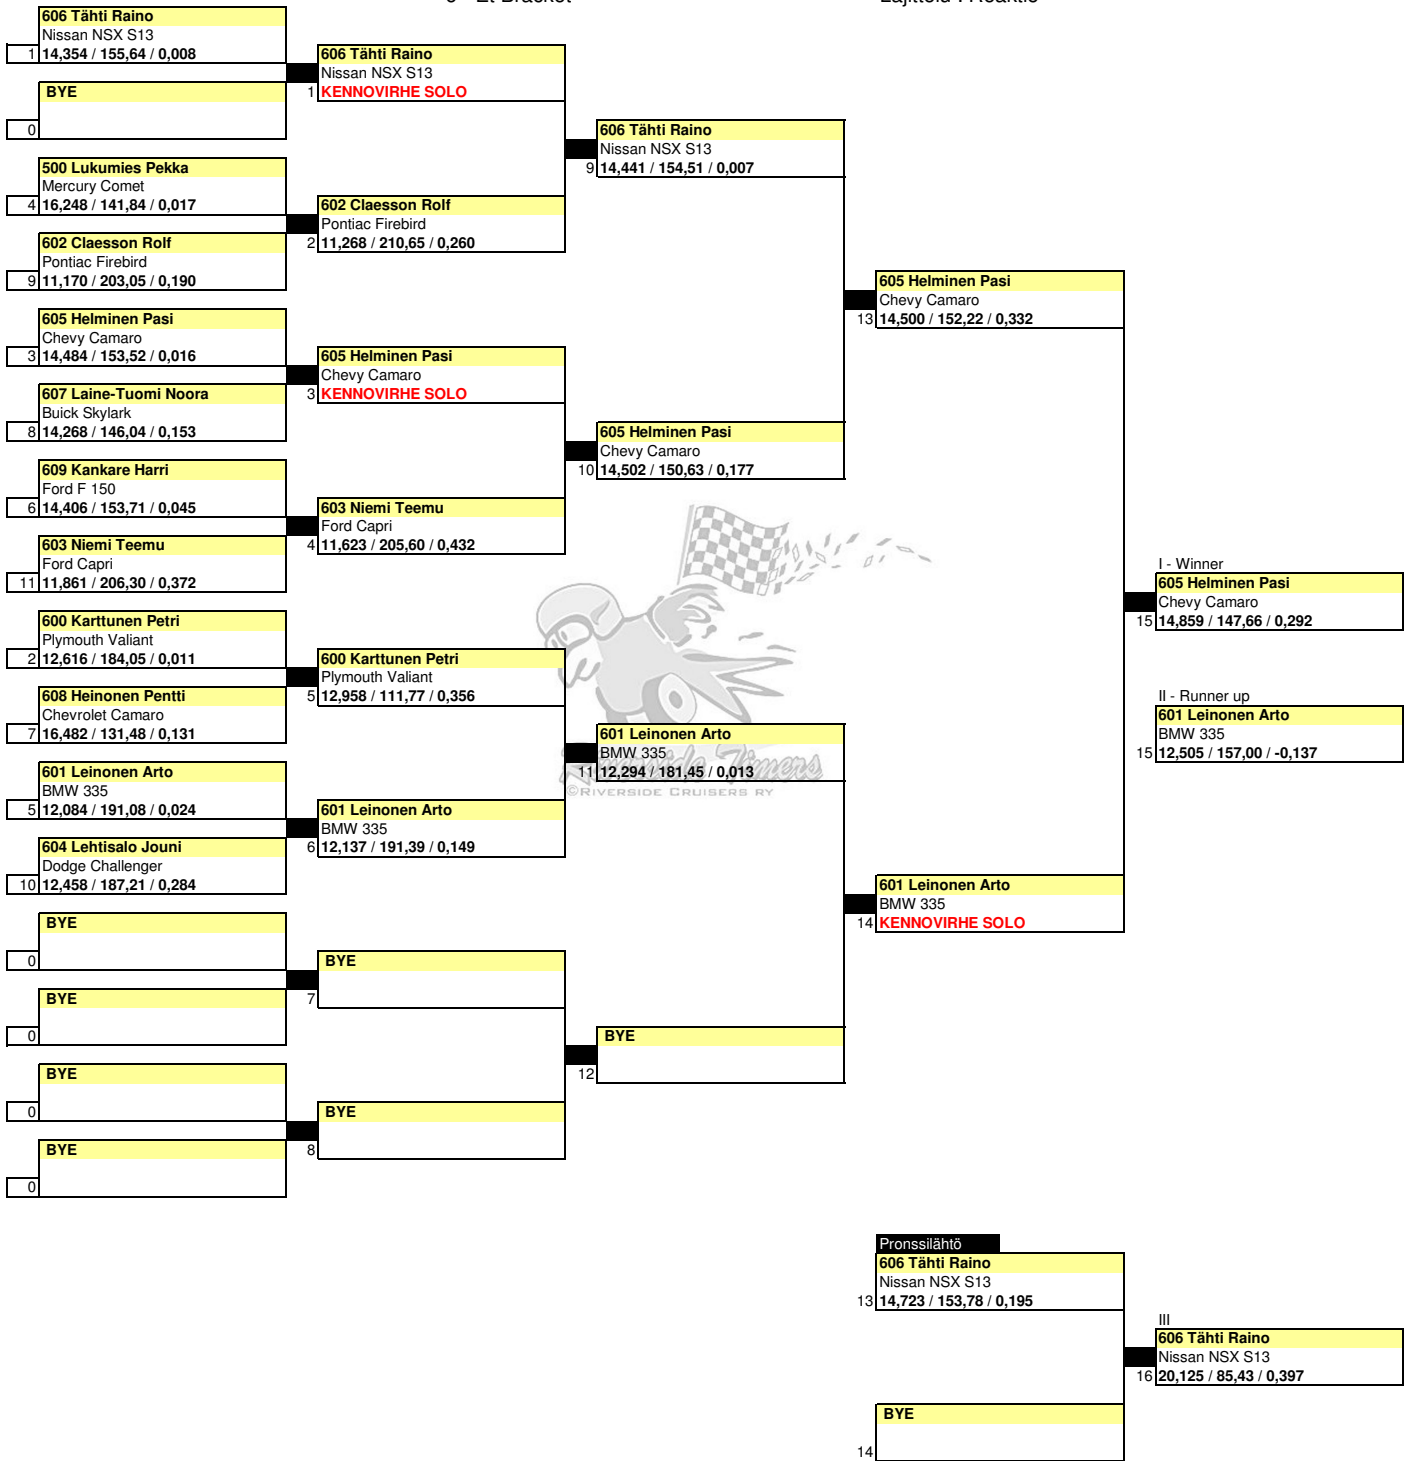 606 Tähti Raino
Nissan NSX S13
1 14,354 / 155,64 / 0,008
BYE
0
500 Lukumies Pekka
Mercury Comet
4 16,248 / 141,84 / 0,017
602 Claesson Rolf
Pontiac Firebird
9 11,170 / 203,05 / 0,190
605 Helminen Pasi
Chevy Camaro
3 14,484 / 153,52 / 0,016
607 Laine-Tuomi Noora
Buick Skylark
8 14,268 / 146,04 / 0,153
609 Kankare Harri
Ford F 150
6 14,406 / 153,71 / 0,045
603 Niemi Teemu
Ford Capri
11 11,861 / 206,30 / 0,372
600 Karttunen Petri
Plymouth Valiant
2 12,616 / 184,05 / 0,011
608 Heinonen Pentti
Chevrolet Camaro
7 16,482 / 131,48 / 0,131
601 Leinonen Arto
BMW 335
5 12,084 / 191,08 / 0,024
604 Lehtisalo Jouni
Dodge Challenger
10 12,458 / 187,21 / 0,284
BYE
0
BYE
0
BYE
0
BYE
0
606 Tähti Raino
Nissan NSX S13
1 KENNOVIRHE SOLO
602 Claesson Rolf
Pontiac Firebird
2 11,268 / 210,65 / 0,260
605 Helminen Pasi
Chevy Camaro
3 KENNOVIRHE SOLO
603 Niemi Teemu
Ford Capri
4 11,623 / 205,60 / 0,432
600 Karttunen Petri
Plymouth Valiant
5 12,958 / 111,77 / 0,356
601 Leinonen Arto
BMW 335
6 12,137 / 191,39 / 0,149
BYE
7
BYE
8
606 Tähti Raino
Nissan NSX S13
9 14,441 / 154,51 / 0,007
605 Helminen Pasi
Chevy Camaro
10 14,502 / 150,63 / 0,177
601 Leinonen Arto
BMW 335
11 12,294 / 181,45 / 0,013
Riverside Timers
©RIVERSIDE CRUISERS RY
BYE
12
605 Helminen Pasi
Chevy Camaro
13 14,500 / 152,22 / 0,332
601 Leinonen Arto
BMW 335
14 KENNOVIRHE SOLO
I - Winner
605 Helminen Pasi
Chevy Camaro
15 14,859 / 147,66 / 0,292
II - Runner up
601 Leinonen Arto
BMW 335
15 12,505 / 157,00 / -0,137
Pronssilähtö
606 Tähti Raino
Nissan NSX S13
13 14,723 / 153,78 / 0,195
BYE
14
III
606 Tähti Raino
Nissan NSX S13
16 20,125 / 85,43 / 0,397